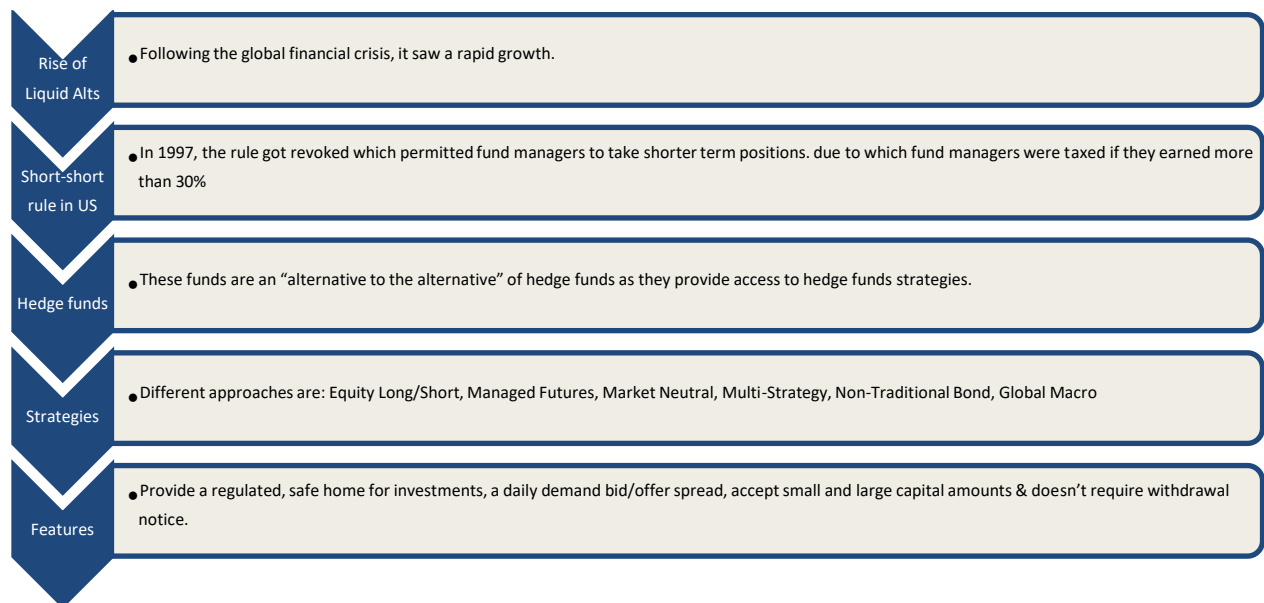 Rise of
Liquid Alts
•Following the global financial crisis, it saw a rapid growth.
Short-short
rule in US
•In 1997, the rule got revoked which permitted fund managers to take shorter term positions. due to which fund managers were taxed if they earned more
than 30%
Hedge funds
•These funds are an “alternative to the alternative” of hedge funds as they provide access to hedge funds strategies.
Strategies
•Different approaches are: Equity Long/Short, Managed Futures, Market Neutral, Multi-Strategy, Non-Traditional Bond, Global Macro
Features
•Provide a regulated, safe home for investments, a daily demand bid/offer spread, accept small and large capital amounts & doesn’t require withdrawal
notice.